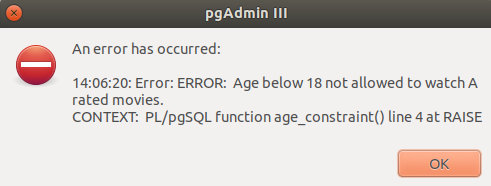 pgAdmin III
An error has occurred:
14:06:20: Error: ERROR:  Age below 18 not allowed to watch A
rated movies.
CONTEXT:  PL/pgSQL function age_constraint() line 4 at RAISE
OK